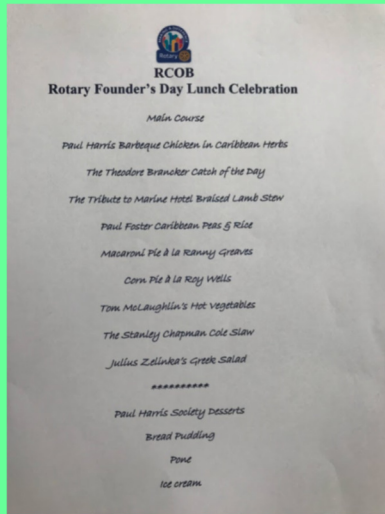 Rotary
RCOB
Rotary Founder's Day Lunch Celebration
Main Course
Paul Harris Barbeque Chicken in Caribbean Herbs
The Theodore Brancker Catch of the Day
The Tribute to Marine Hotel Braised Lamb Stew
Paul Foster Caribbean Peas & Rice
Macaroni Pie à la Ranny Greaves
Corn Pie à la Roy Wells
Tom McLaughlin's Hot Vegetables
The Stanley Chapman Cole Slaw
Julius Zelinka's Greek Salad
**********
Paul Harris Society Desserts
Bread Pudding
Pone
Ice cream